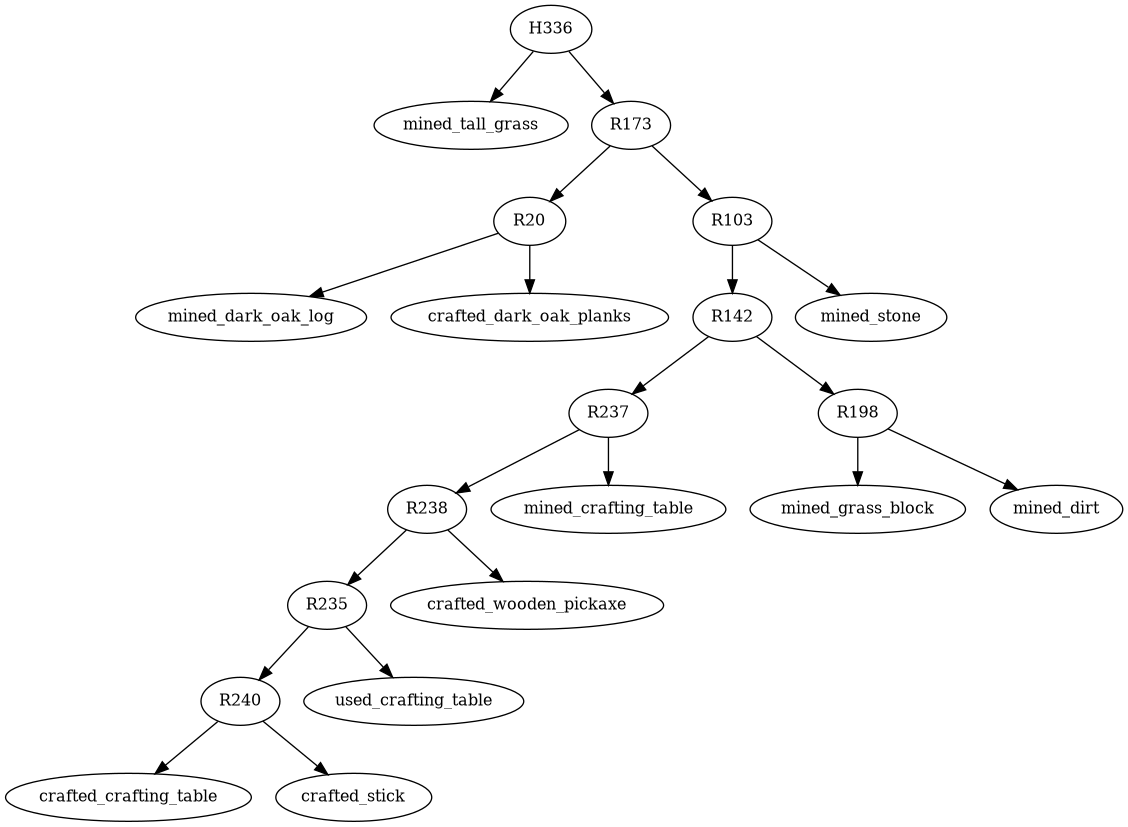 H336
mined_tall_grass
R173
R20
R103
mined_dark_oak_log
crafted_dark_oak_planks
R142
mined_stone
R237
R198
R238
mined_crafting_table
mined_grass_block
mined_dirt
R235
crafted_wooden_pickaxe
R240
used_crafting_table
crafted_crafting_table
crafted_stick